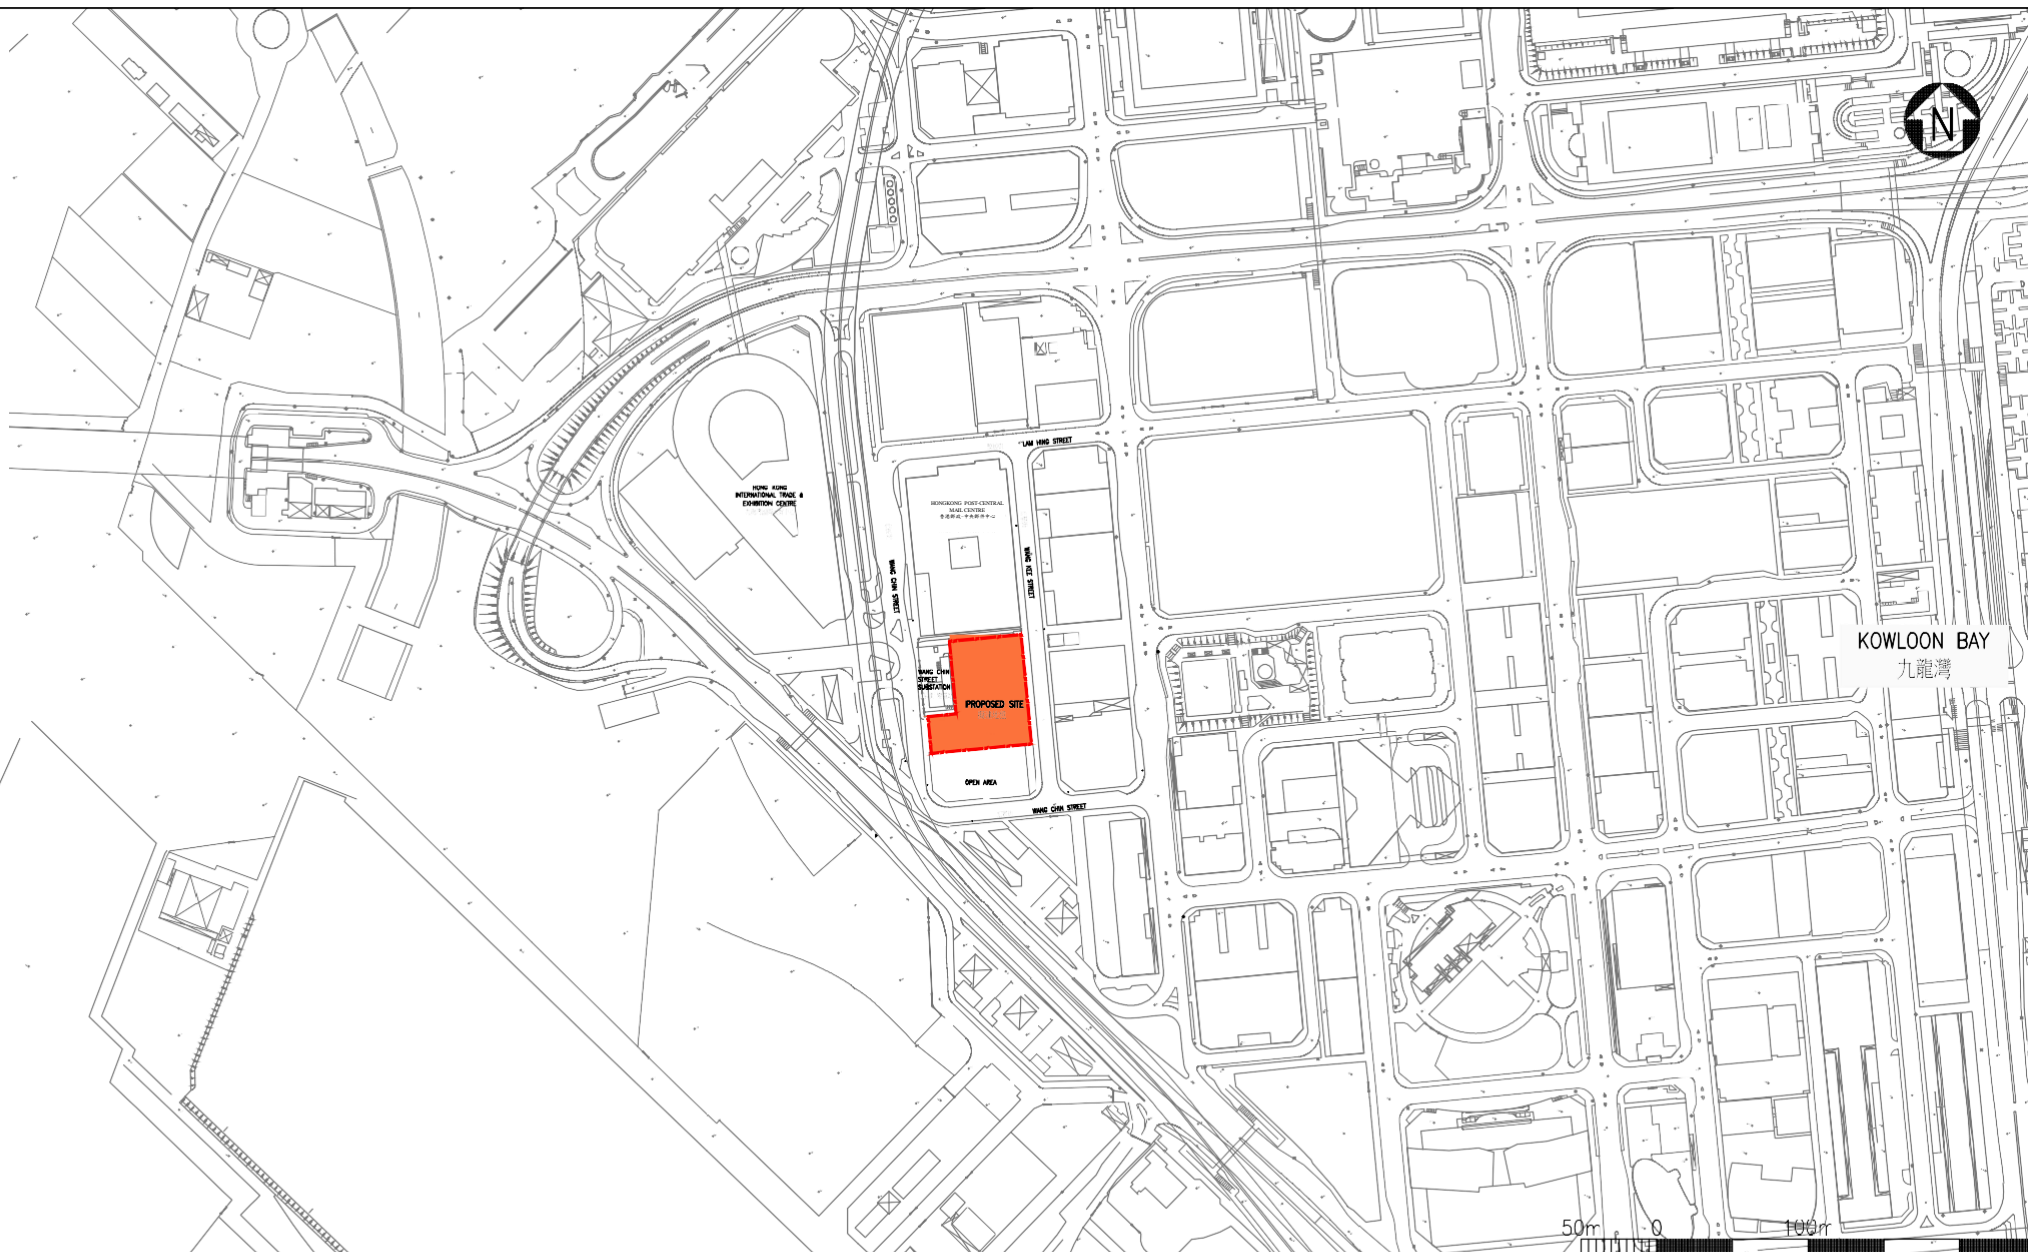 N
LAM HING STREET
HONG KONG
INTERNATIONAL TRADE &
EXHIBITION CENTRE
HONGKONG POST-CENTRAL
MAIL CENTRE
香港郵政-中央郵件中心
WANG CHIN STREET
WANG KEE STREET
KOWLOON BAY
九龍灣
WANG CHIN
STREET
SUBSTATION
PROPOSED SITE
OPEN AREA
WANG CHIN STREET
50m 0 100m